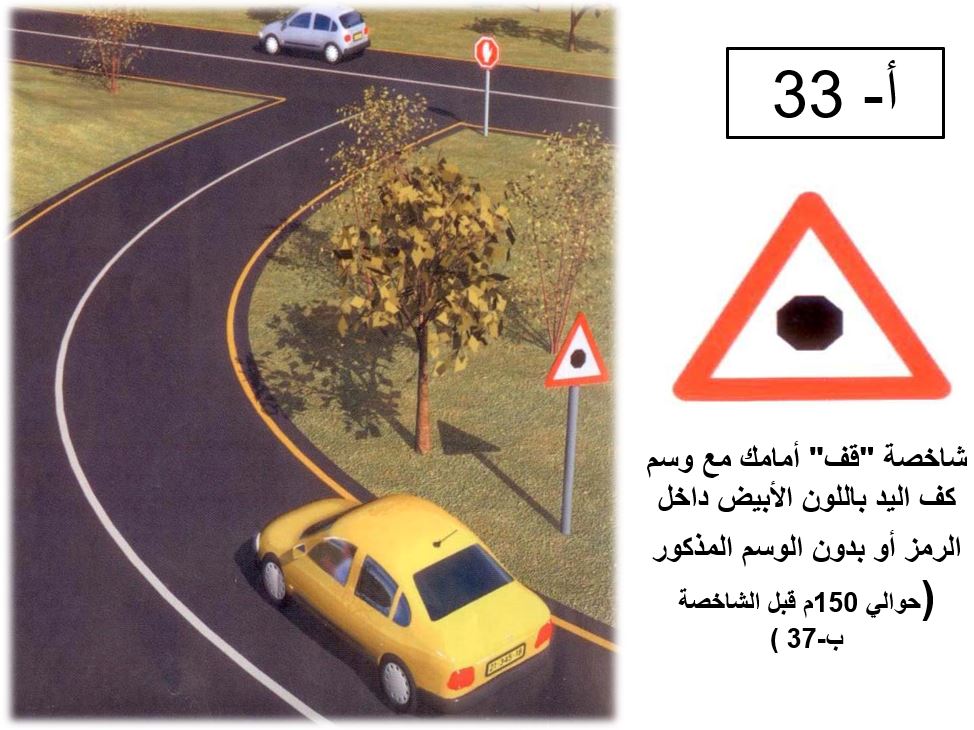 أ- 33
شاخصة "قف" أمامك مع وسم
كف اليد باللون الأبيض داخل
الرمز أو بدون الوسم المذكور
(حوالي 150م قبل الشاخصة
ب-37 )